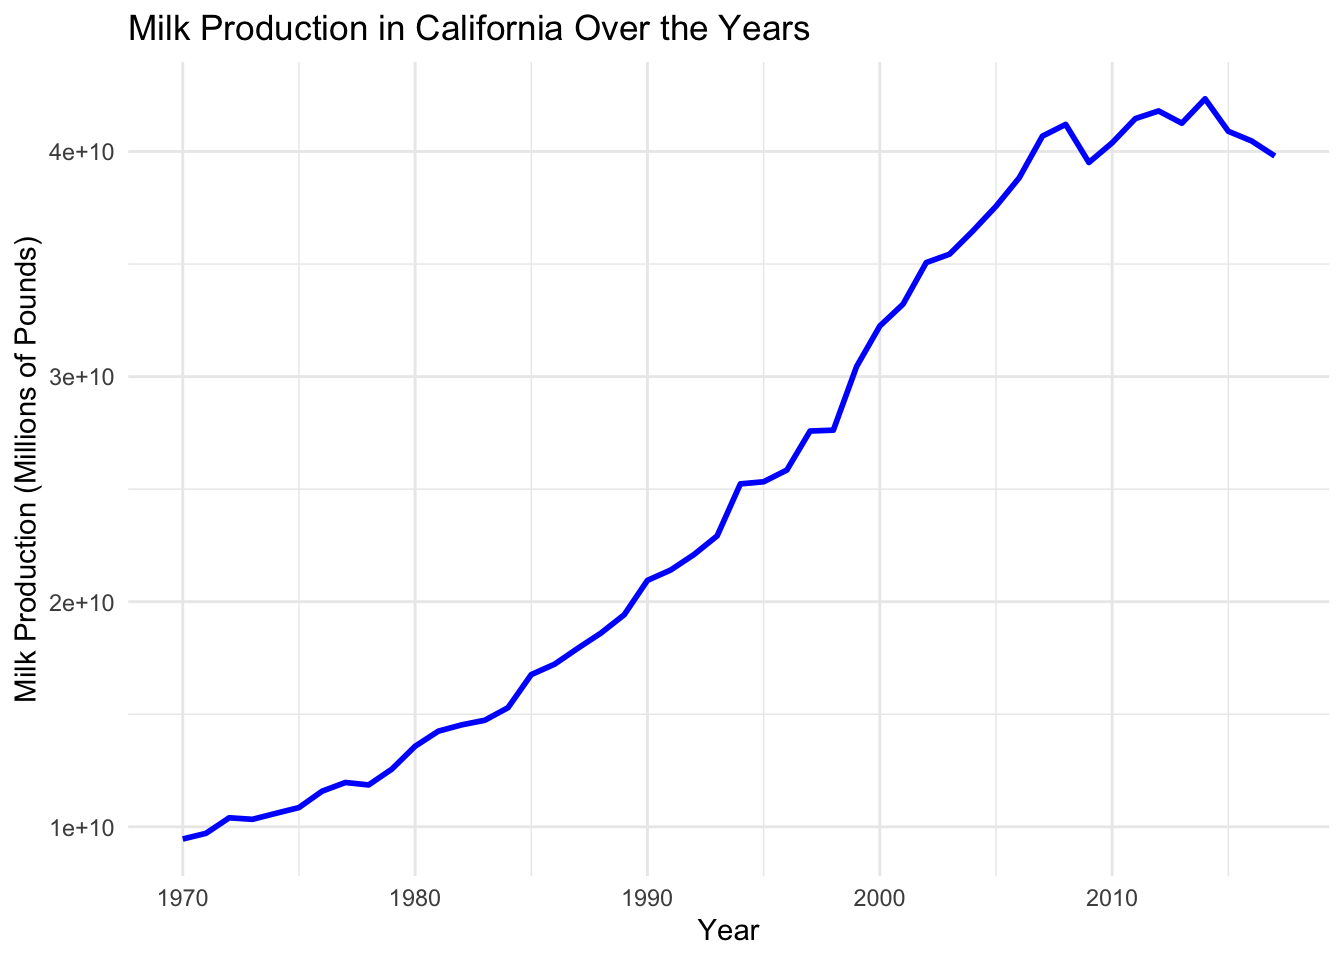 Milk Production in California Over the Years
Milk Production (Millions of Pounds)
4e+10
3e+10
2e+10
1e+10
1970 1980 1990 2000 2010
Year